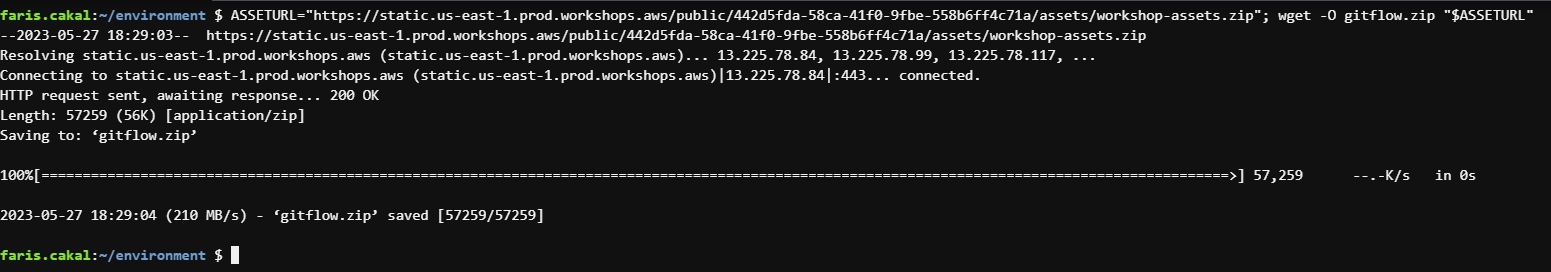 faris.cakal:~/environment $ ASSETURL="https://static.us-east-1.prod.workshops.aws/public/442d5fda-58ca-41f0-9fbe-558b6ff4c71a/assets/workshop-assets.zip"; wget -O gitflow.zip "$ASSETURL"
--2023-05-27 18:29:03--  https://static.us-east-1.prod.workshops.aws/public/442d5fda-58ca-41f0-9fbe-558b6ff4c71a/assets/workshop-assets.zip
Resolving static.us-east-1.prod.workshops.aws (static.us-east-1.prod.workshops.aws)... 13.225.78.84, 13.225.78.99, 13.225.78.117, ...
Connecting to static.us-east-1.prod.workshops.aws (static.us-east-1.prod.workshops.aws)|13.225.78.84|:443... connected.
HTTP request sent, awaiting response... 200 OK
Length: 57259 (56K) [application/zip]
Saving to: ‘gitflow.zip’
100%[================================================================================================================================================>] 57,259      --.-K/s   in 0s
2023-05-27 18:29:04 (210 MB/s) - ‘gitflow.zip’ saved [57259/57259]
faris.cakal:~/environment $